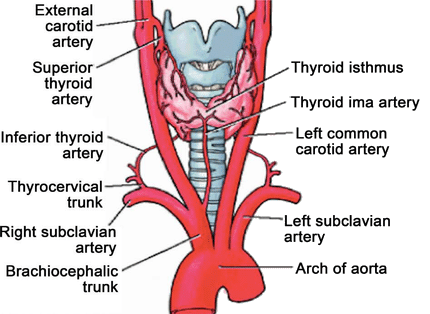 External
carotid
artery
Superior
thyroid
artery
Inferior thyroid
artery
Thyrocervical
trunk
Right subclavian
artery
Brachiocephalic
trunk
Thyroid isthmus
Thyroid ima artery
Left common
carotid artery
Left subclavian
artery
Arch of aorta